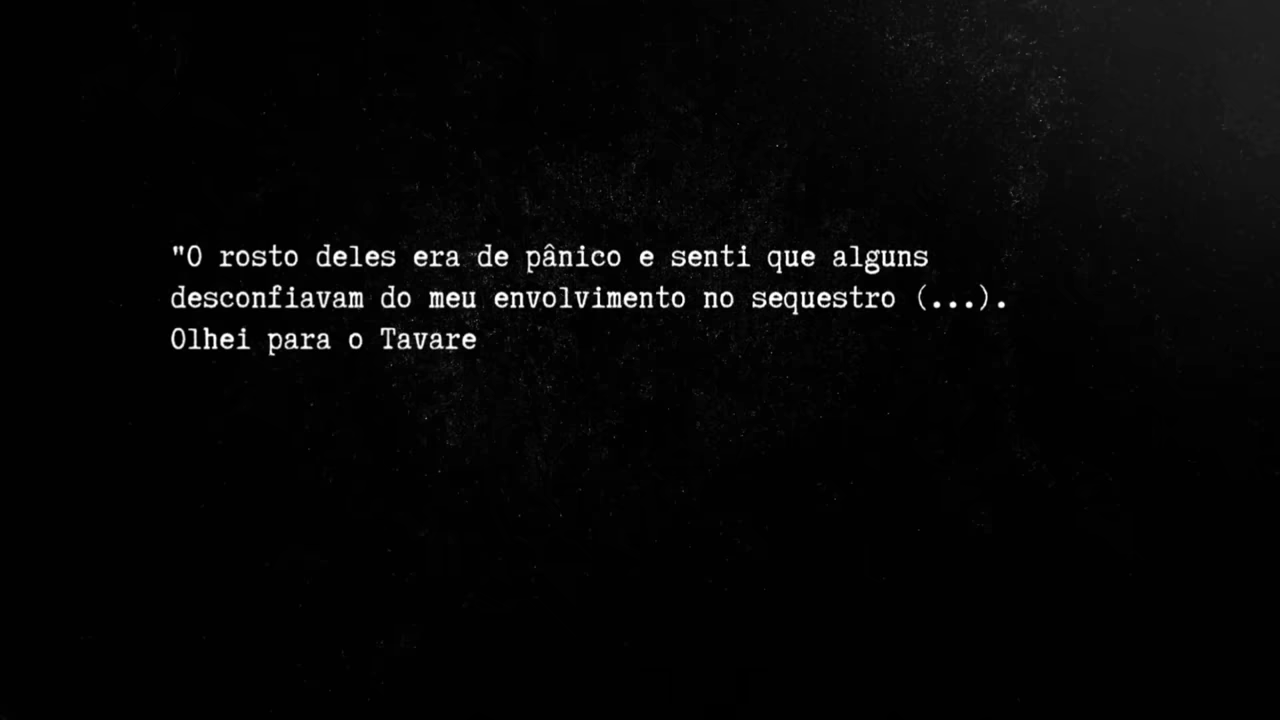 "O rosto deles era de pânico e senti que alguns
desconfiavam do meu envolvimento no sequestro (...).
Olhei para o Tavare